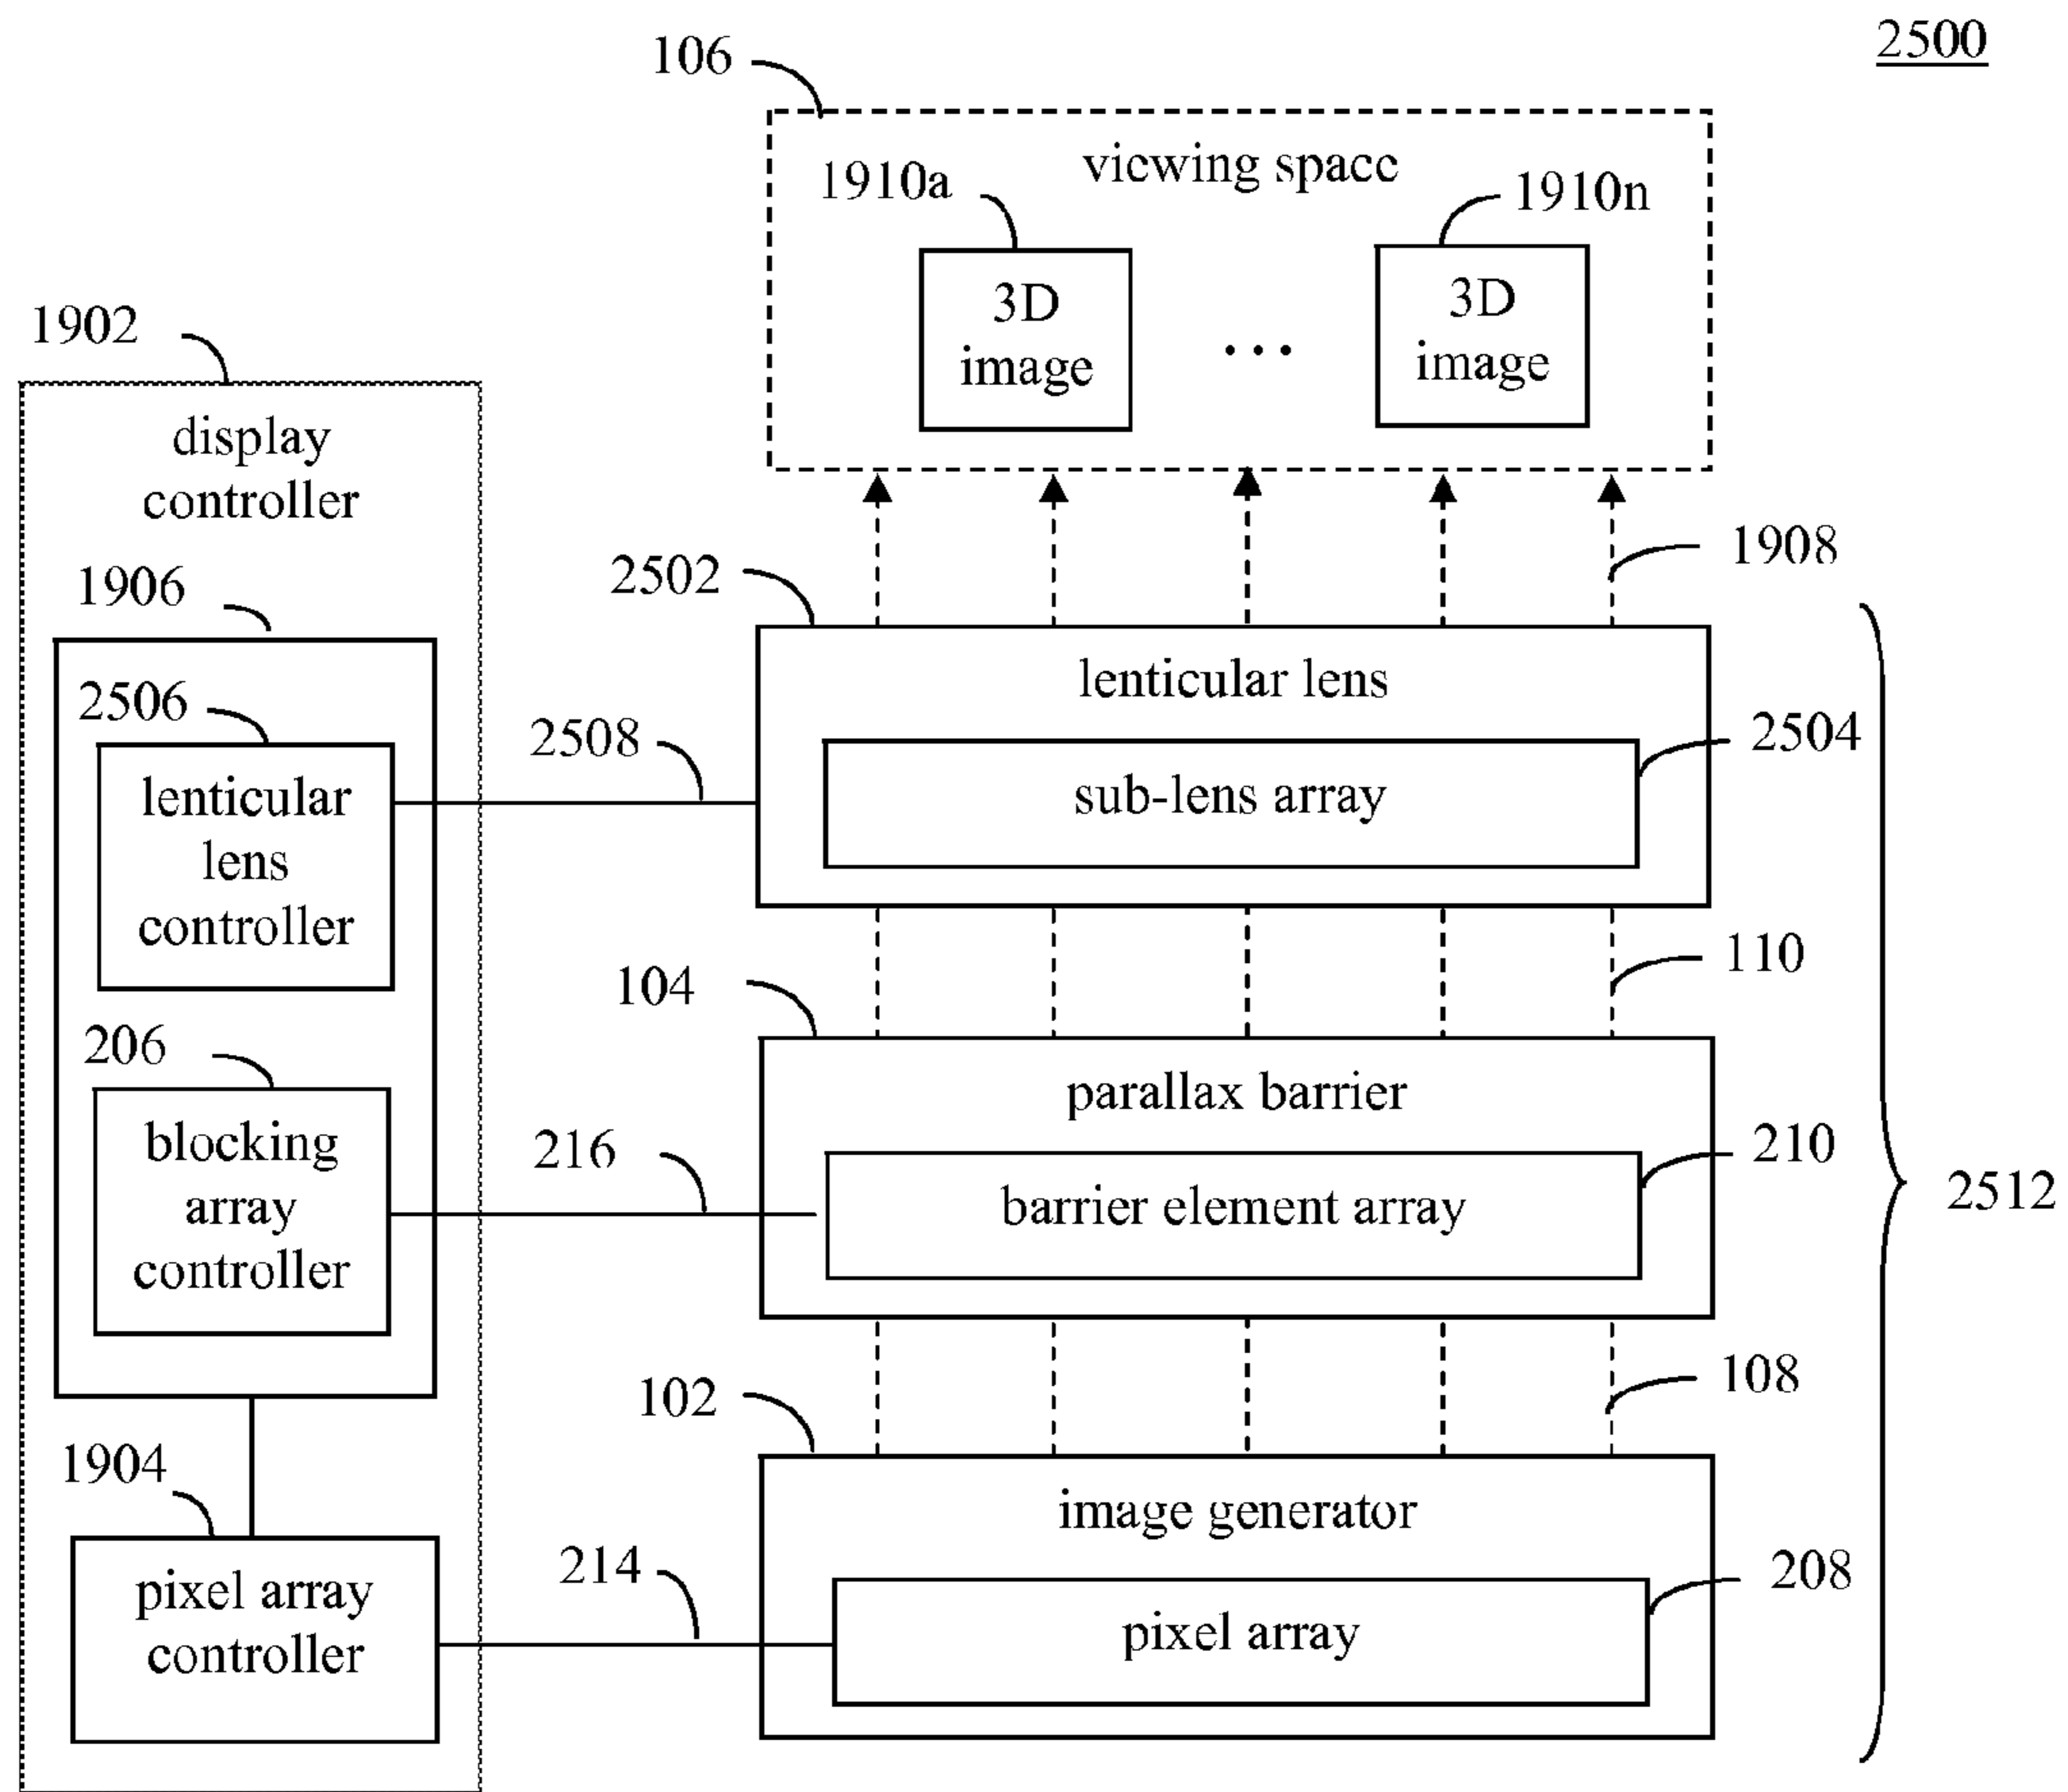 2500
106
viewing space
1910a
1910n
3D
image
...
3D
image
1902
display
controller
1908
2502
1906
lenticular lens
2506
2508
2504
lenticular
lens
controller
sub-lens array
110
104
206
parallax barrier
blocking
array
controller
216
210
barrier element array
2512
108
102
1904
image generator
pixel array
controller
214
208
pixel array